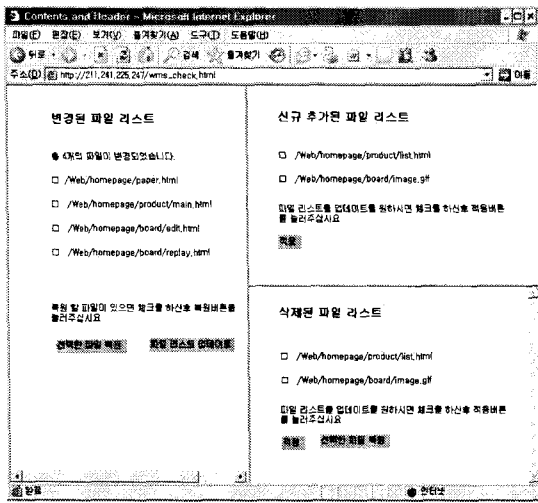 Contents and Header - Microsoft Internet Explorer
파일(F) 편집(E) 보기(V) 즐겨찾기(A) 도구(T) 도움말(H)
뒤로 검색 즐겨찾기
주소(D) http://211,241,225,247/wms_check,html 이동
변경된 파일 리스트
4개의 파일이 변경되었습니다.
/Web/homepage/paper,html
/Web/homepage/product/main,html
/Web/homepage/board/edit,html
/Web/homepage/board/replay,html
복원 할 파일이 있으면 체크를 하신후 복원버튼을
눌러주십시요
선택한 파일 복원 파일 리스트 업데이트
신규 추가된 파일 리스트
/Web/homepage/product/list,html
/Web/homepage/board/image,gif
파일 리스트를 업데이트를 원하시면 체크를 하신후 적용버튼
를 눌러주십시요
적용
삭제된 파일 리스트
/Web/homepage/product/list,html
/Web/homepage/board/image,gif
파일 리스트를 업데이트를 원하시면 체크를 하신후 적용버튼
를 눌러주십시요
적용 선택한 파일 복원
완료 인터넷